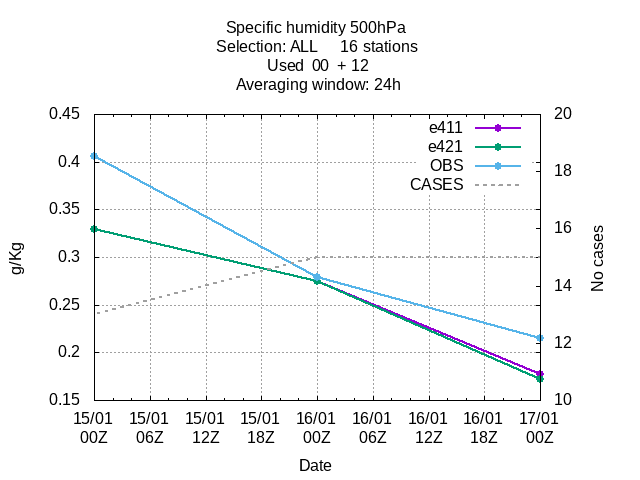 Specific humidity 500hPa
Selection: ALL     16 stations
Used  00  + 12
Averaging window: 24h
0.45
0.4
0.35
0.3
0.25
0.2
0.15
g/Kg
e411
e421
OBS
CASES
20
18
16
14
12
10
No cases
15/01 15/01 15/01 15/01 16/01 16/01 16/01 16/01 17/01
00Z 06Z 12Z 18Z 00Z 06Z 12Z 18Z 00Z
Date